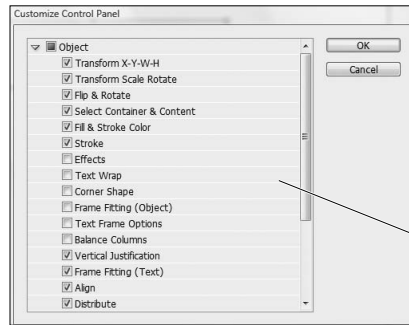 Customize Control Panel
Object
Transform X-Y-W-H
Transform Scale Rotate
Flip & Rotate
Select Container & Content
Fill & Stroke Color
Stroke
Effects
Text Wrap
Corner Shape
Frame Fitting (Object)
Text Frame Options
Balance Columns
Vertical Justification
Frame Fitting (Text)
Align
Distribute
OK
Cancel